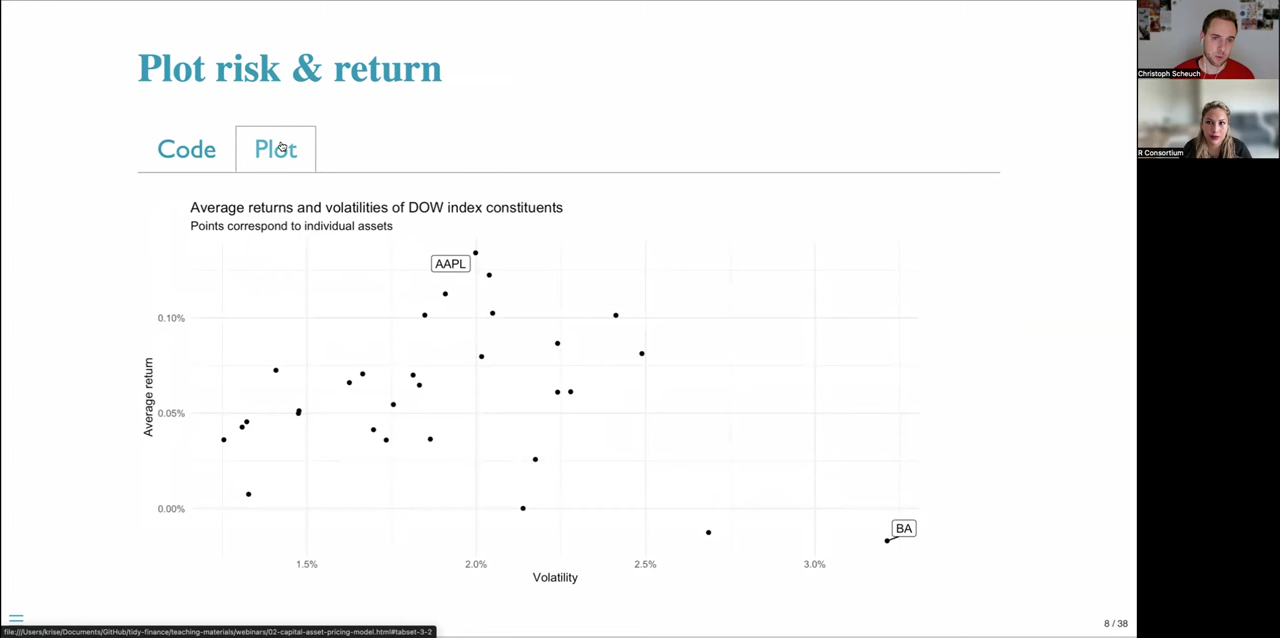 Plot risk & return
Code
Plot
Average returns and volatilities of DOW index constituents
Points correspond to individual assets
AAPL
BA
0.10%
0.05%
0.00%
Average return
1.5%
2.0%
2.5%
3.0%
Volatility
8 / 38
file:///Users/krise/Documents/GitHub/tidy-finance/teaching-materials/webinars/02-capital-asset-pricing-model.html#tabset-3-2
Christoph Scheuch
R Consortium